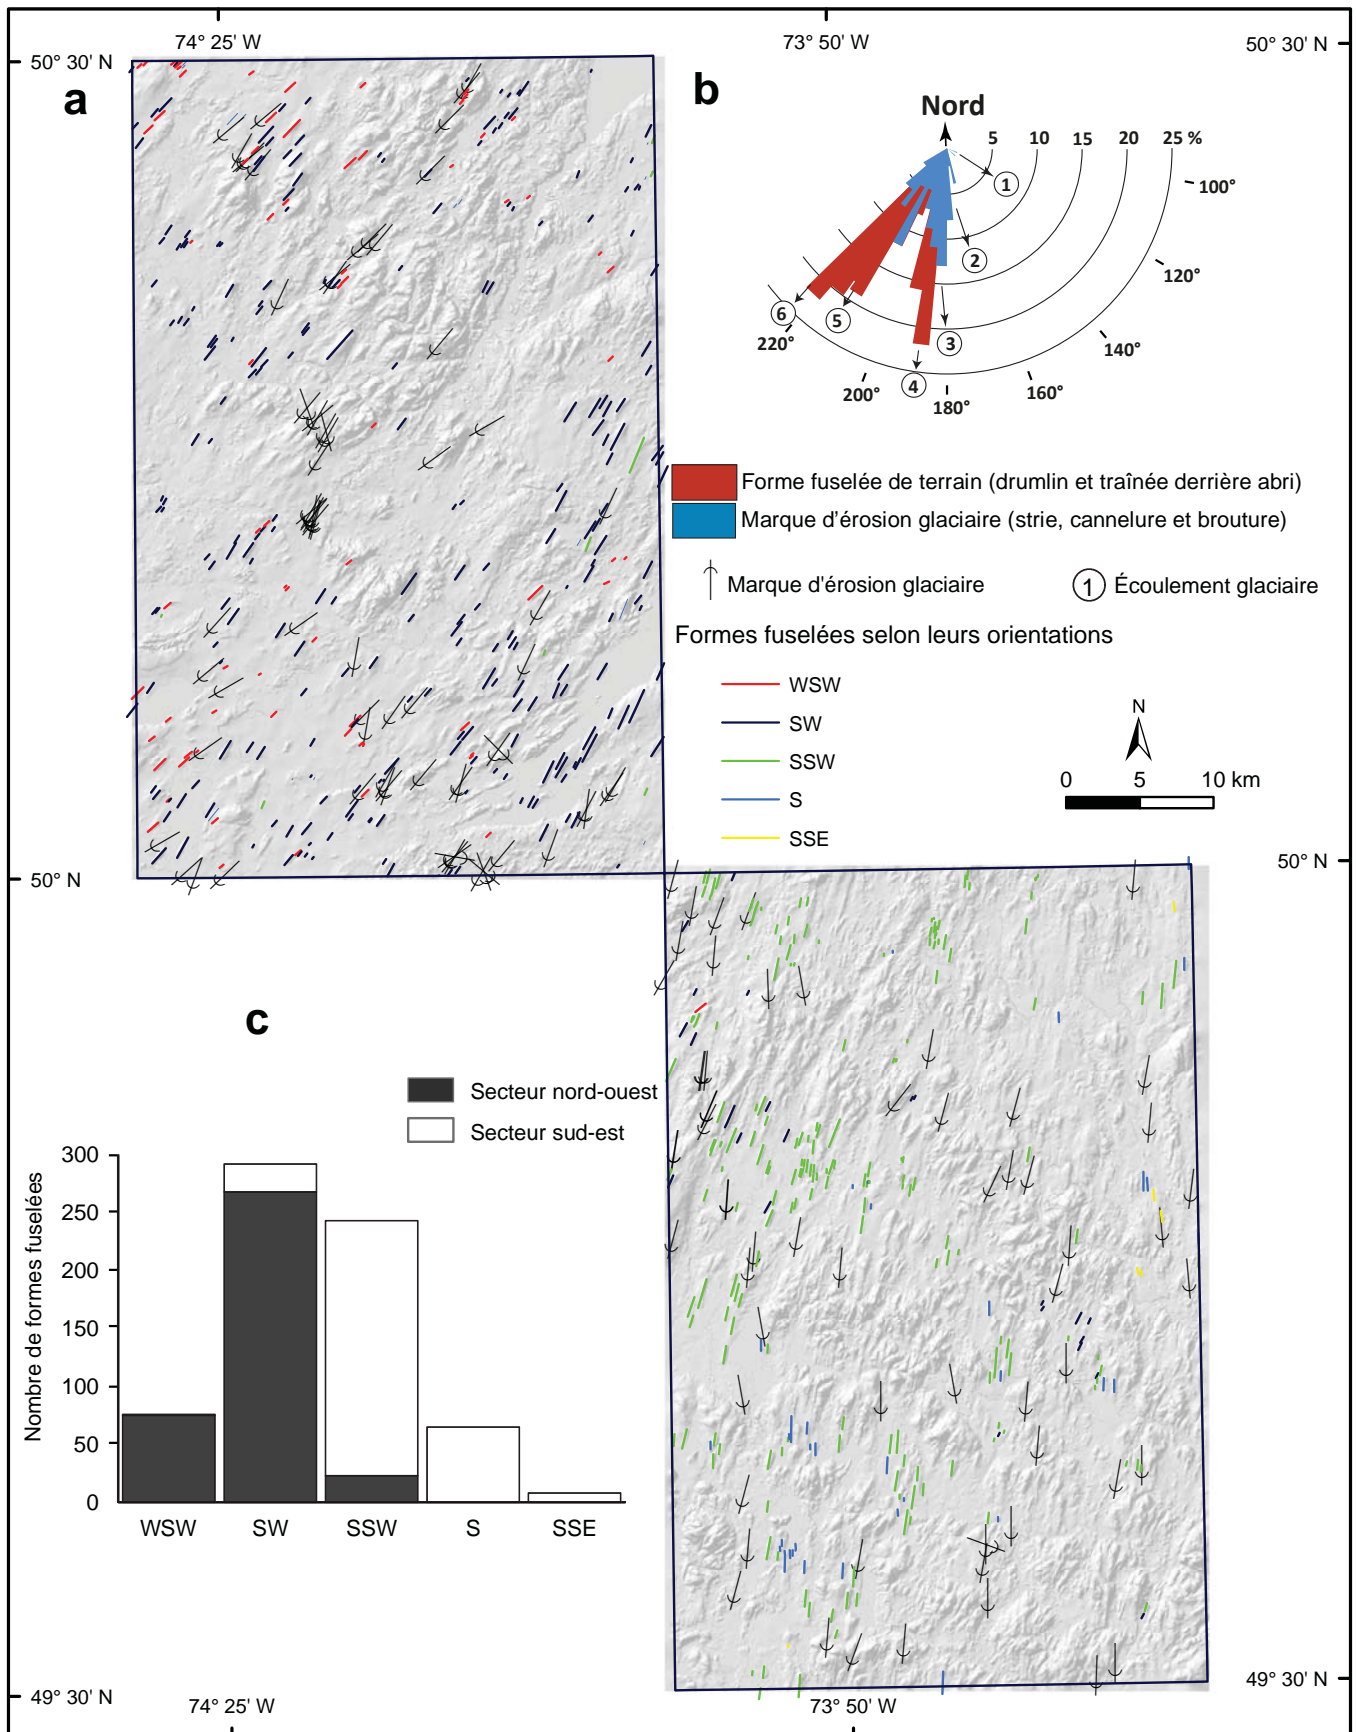 74° 25' W
73° 50' W
50° 30' N
50° 30' N
a
b
Nord
5
10
15
20
25 %
100°
120°
140°
160°
180°
200°
220°
1
2
3
4
5
6
Forme fuselée de terrain (drumlin et traînée derrière abri)
Marque d'érosion glaciaire (strie, cannelure et brouture)
Marque d'érosion glaciaire
1
Écoulement glaciaire
Formes fuselées selon leurs orientations
WSW
SW
SSW
S
SSE
N
0
5
10 km
50° N
50° N
c
Secteur nord-ouest
Secteur sud-est
Nombre de formes fuselées
300
250
200
150
100
50
0
WSW
SW
SSW
S
SSE
49° 30' N
49° 30' N
74° 25' W
73° 50' W